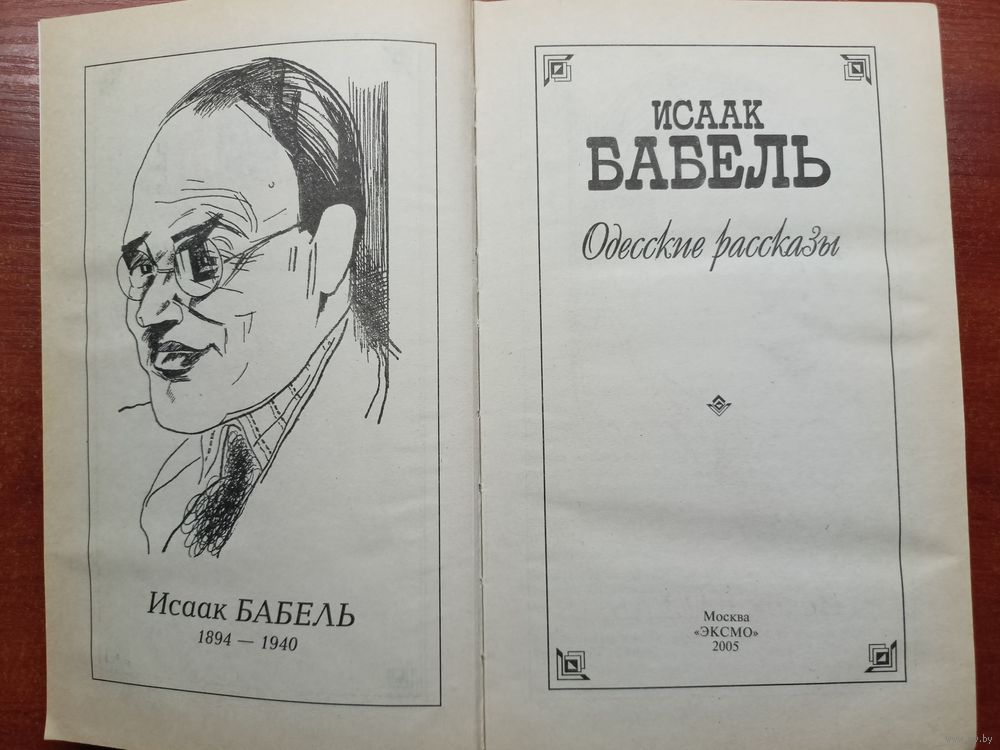 Исаак БАБЕЛЬ
1894 — 1940
ИСААК
БАБЕЛЬ
Одесские рассказы
Москва
«ЭКСМО»
2005